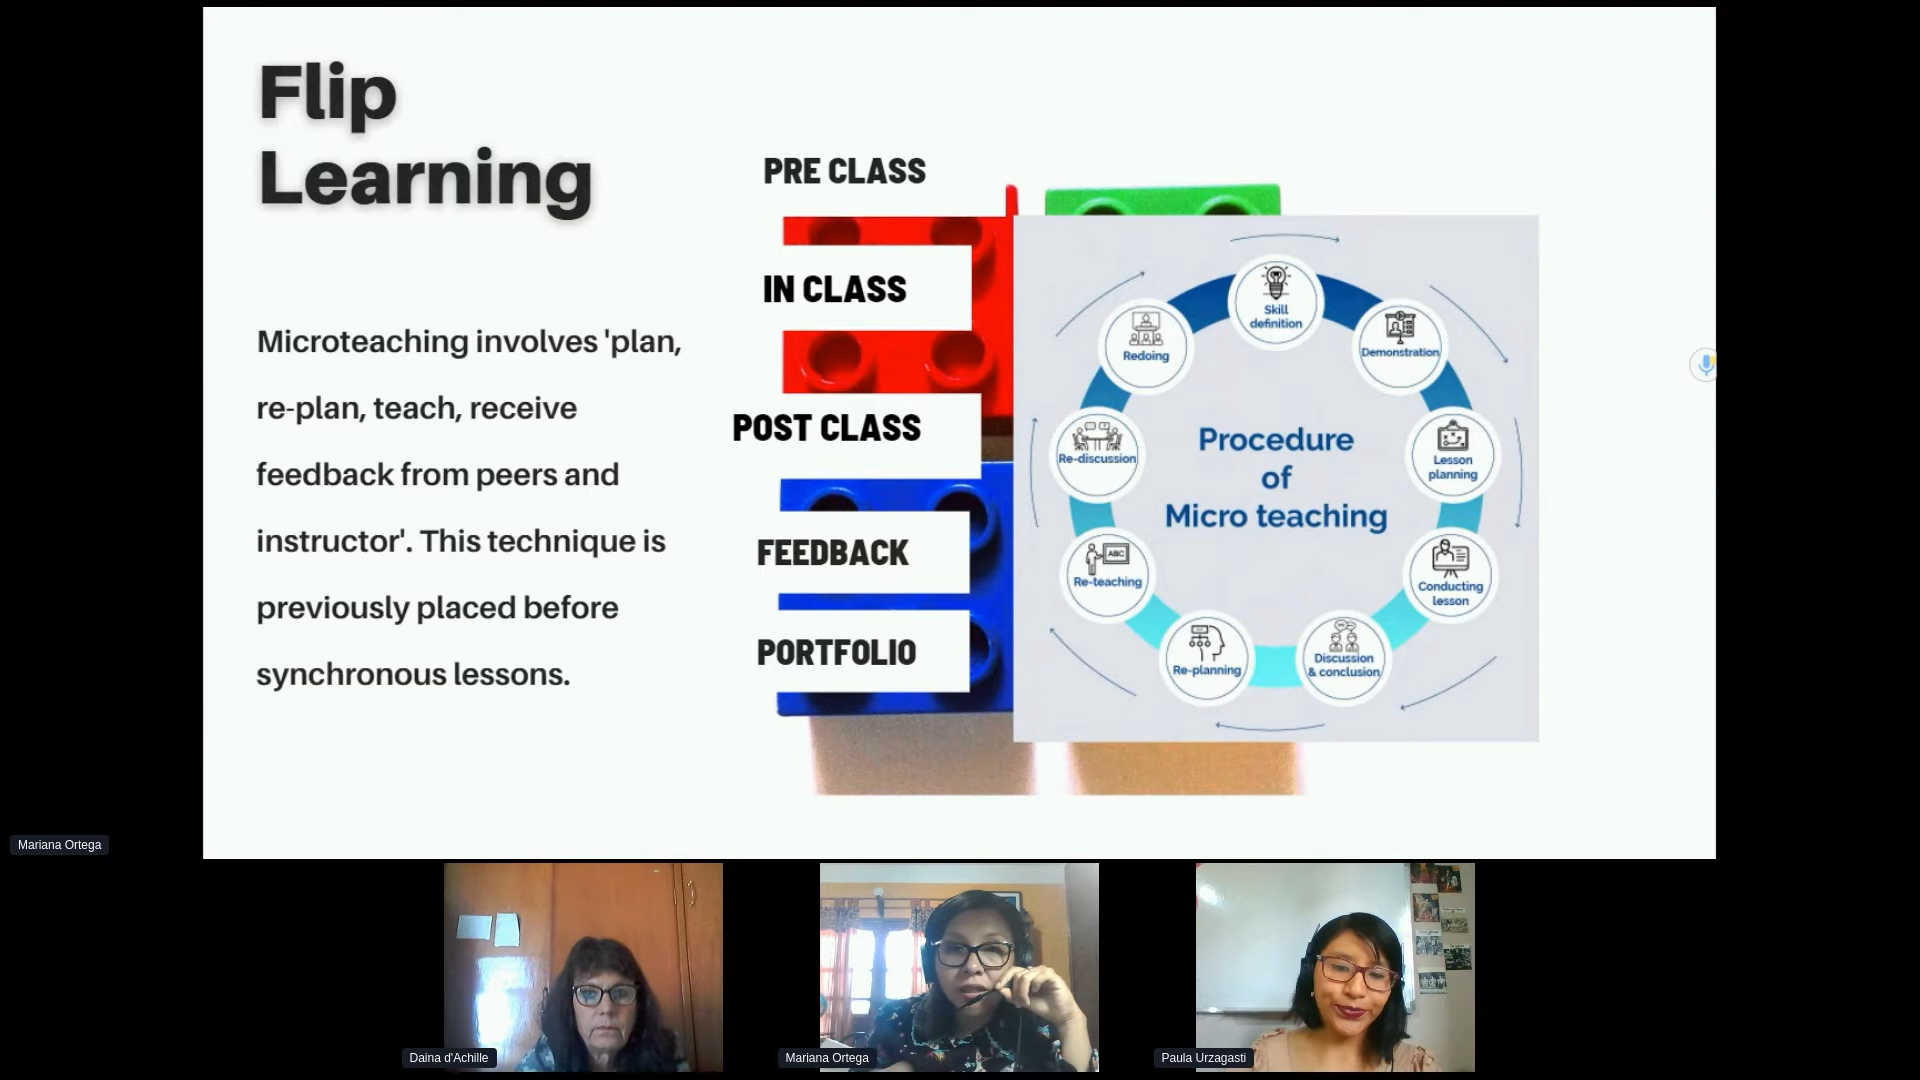 Flip
Learning
Microteaching involves 'plan,
re-plan, teach, receive
feedback from peers and
instructor'. This technique is
previously placed before
synchronous lessons.
PRE CLASS
IN CLASS
POST CLASS
FEEDBACK
PORTFOLIO
Procedure
of
Micro teaching
Skill
definition
Demonstration
Lesson
planning
Conducting
lesson
Discussion
& conclusion
Re-planning
Re-teaching
ABC
Re-discussion
Redoing
Mariana Ortega
Daina d'Achille
Mariana Ortega
Paula Urzagasti